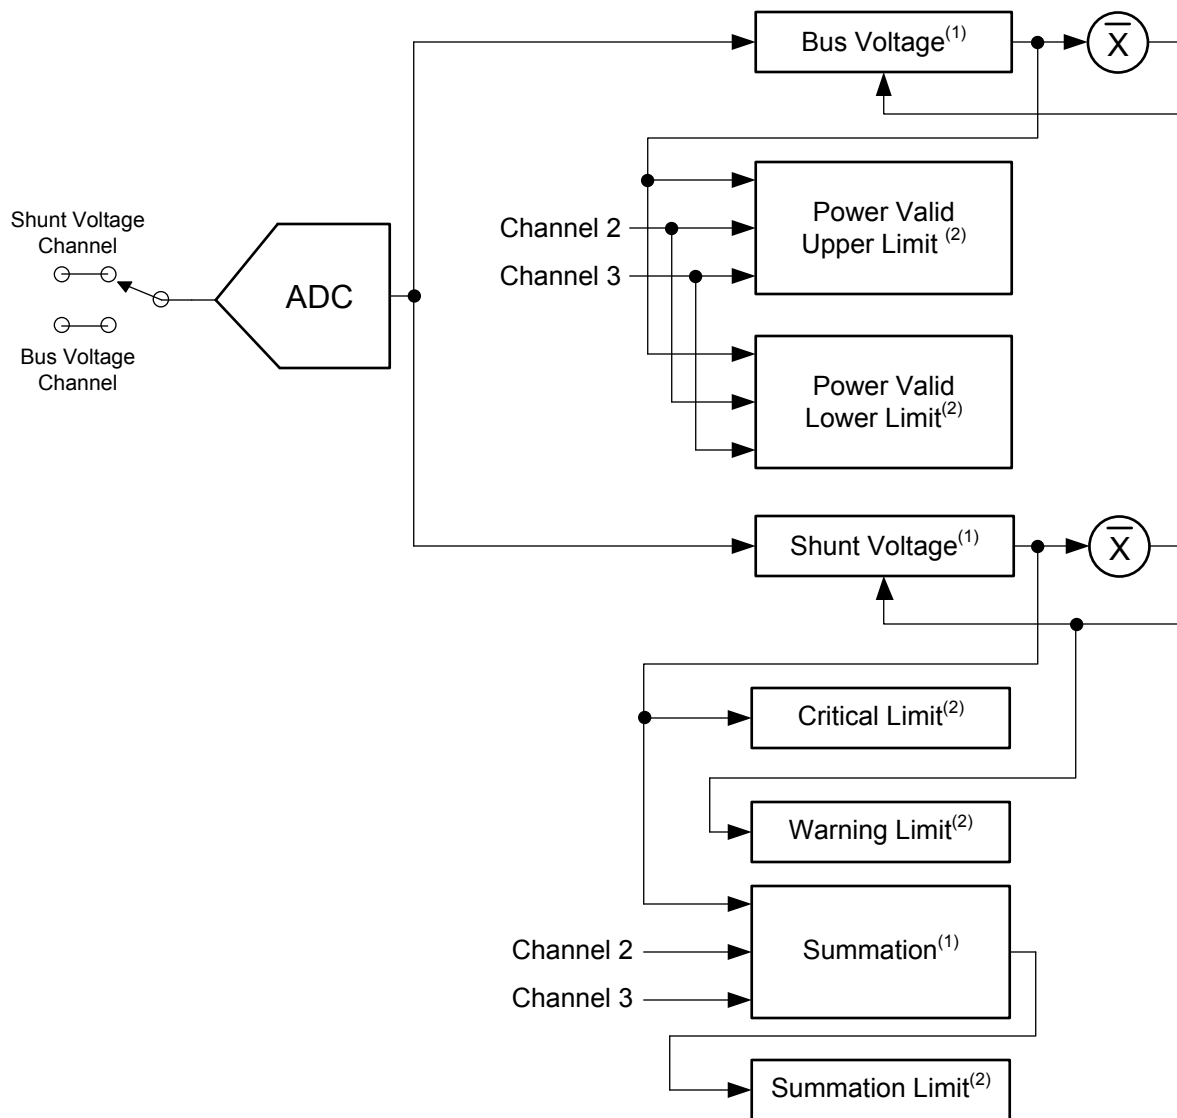 Bus Voltage(1)
X̅
Shunt Voltage
Channel
Power Valid
Upper Limit (2)
Channel 2
Channel 3
ADC
Bus Voltage
Channel
Power Valid
Lower Limit(2)
Shunt Voltage(1)
X̅
Critical Limit(2)
Warning Limit(2)
Channel 2
Summation(1)
Channel 3
Summation Limit(2)